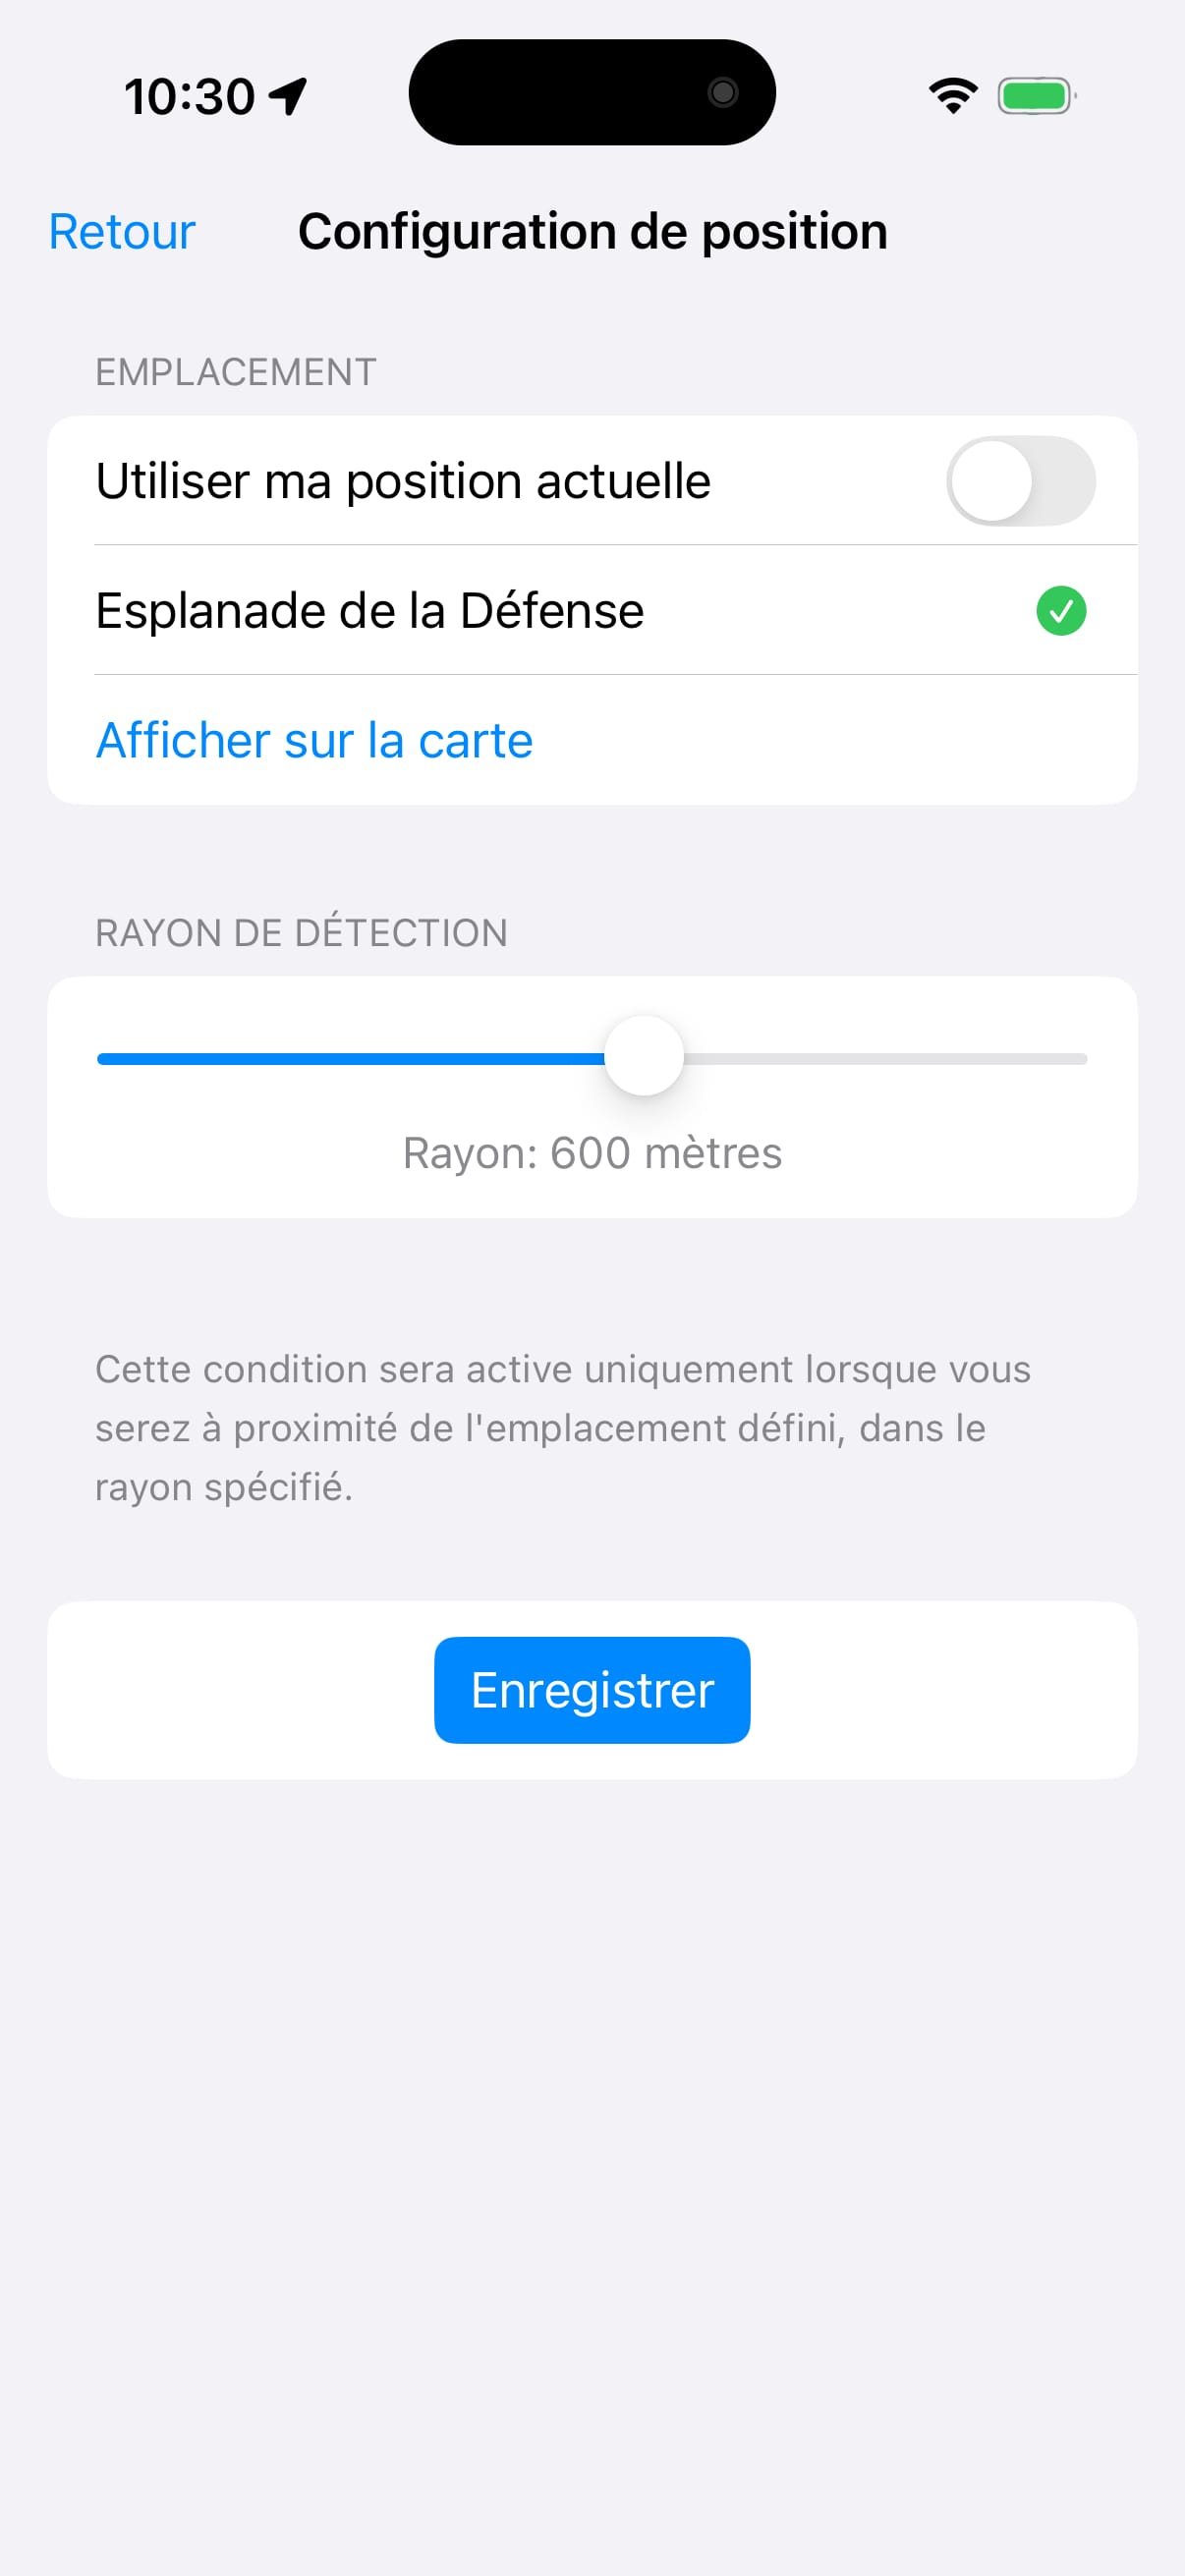 10:30
Retour
Configuration de position
EMPLACEMENT
Utiliser ma position actuelle
Esplanade de la Défense
Afficher sur la carte
RAYON DE DÉTECTION
Rayon: 600 mètres
Cette condition sera active uniquement lorsque vous
serez à proximité de l'emplacement défini, dans le
rayon spécifié.
Enregistrer